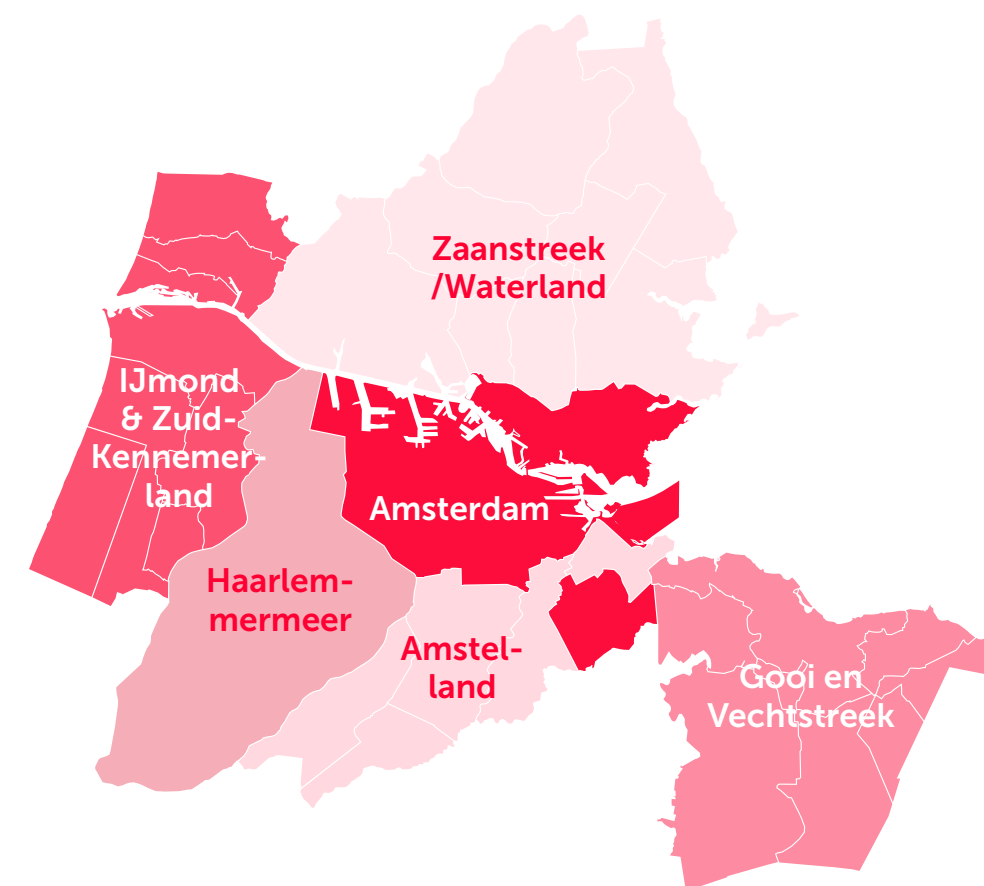 Zaanstreek
/Waterland
IJmond
& Zuid-
Kennemer-
land
Amsterdam
Haarlem-
mermeer
Amstel-
land
Gooi en
Vechtstreek